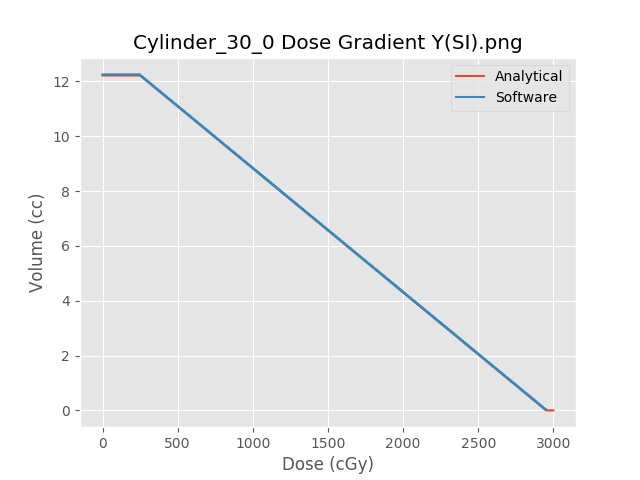 Cylinder_30_0 Dose Gradient Y(SI).png
Analytical
Software
12
10
8
6
4
2
0
Volume (cc)
0 500 1000 1500 2000 2500 3000
Dose (cGy)